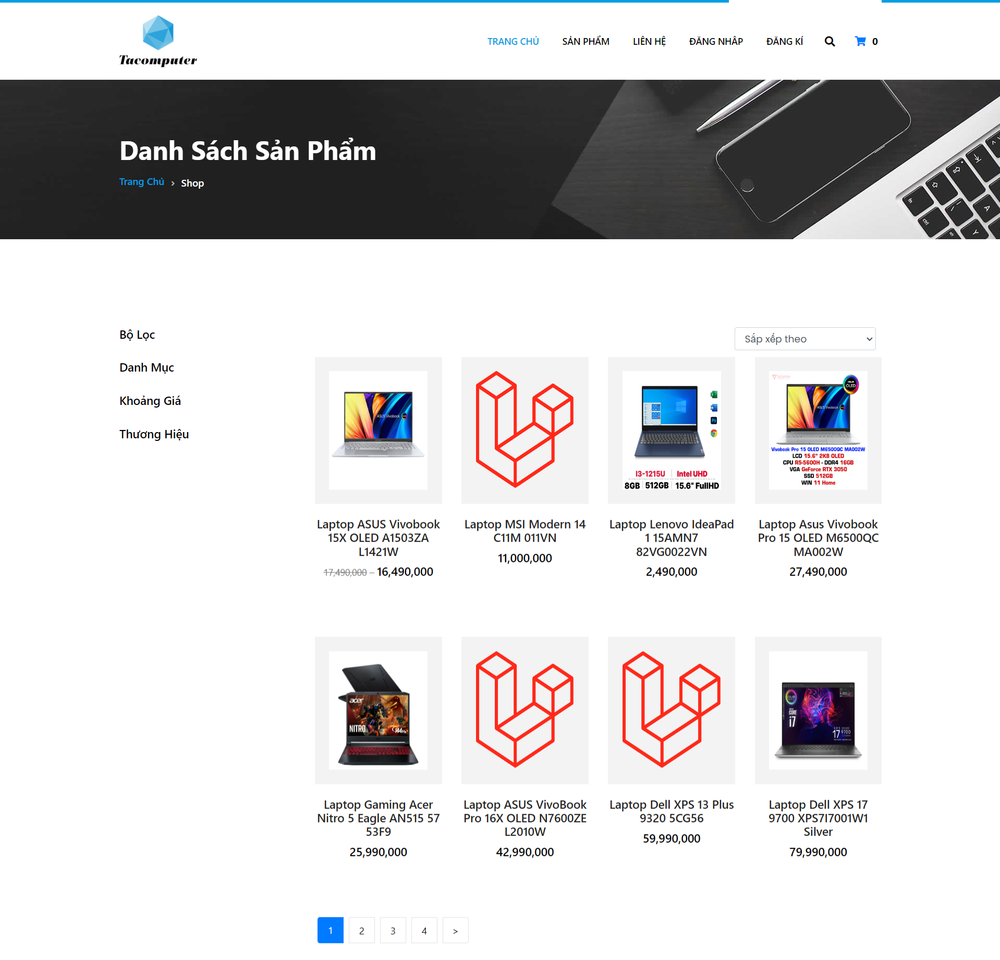 Tacomputer
TRANG CHỦ
SẢN PHẨM
LIÊN HỆ
ĐĂNG NHẬP
ĐĂNG KÍ
0
Danh Sách Sản Phẩm
Trang Chủ › Shop
Bộ Lọc
Danh Mục
Khoảng Giá
Thương Hiệu
Sắp xếp theo
ASUS Vivobook
Laptop ASUS Vivobook
15X OLED A1503ZA
L1421W
17,490,000 – 16,490,000
Laptop MSI Modern 14
C11M 011VN
11,000,000
I3-1215U
Intel UHD
8GB
512GB
15.6" FullHD
Laptop Lenovo IdeaPad
1 15AMN7
82VG0022VN
2,490,000
GEARVN
ASUS
OLED
ASUS Vivobook
Vivobook Pro 15 OLED M6500QC MA002W
LCD 15.6" 2K8 OLED
CPU R5-5600H - DDR4 16GB
VGA GeForce RTX 3050
SSD 512GB
WIN 11 Home
Laptop Asus Vivobook
Pro 15 OLED M6500QC
MA002W
27,490,000
acer
NITRO
144Hz
Laptop Gaming Acer
Nitro 5 Eagle AN515 57
53F9
25,990,000
Laptop ASUS VivoBook
Pro 16X OLED N7600ZE
L2010W
42,990,000
Laptop Dell XPS 13 Plus
9320 5CG56
59,990,000
COLOR
CORE
i7
XPS
17 9700
Laptop Dell XPS 17
9700 XPS7I7001W1
Silver
79,990,000
1
2
3
4
>